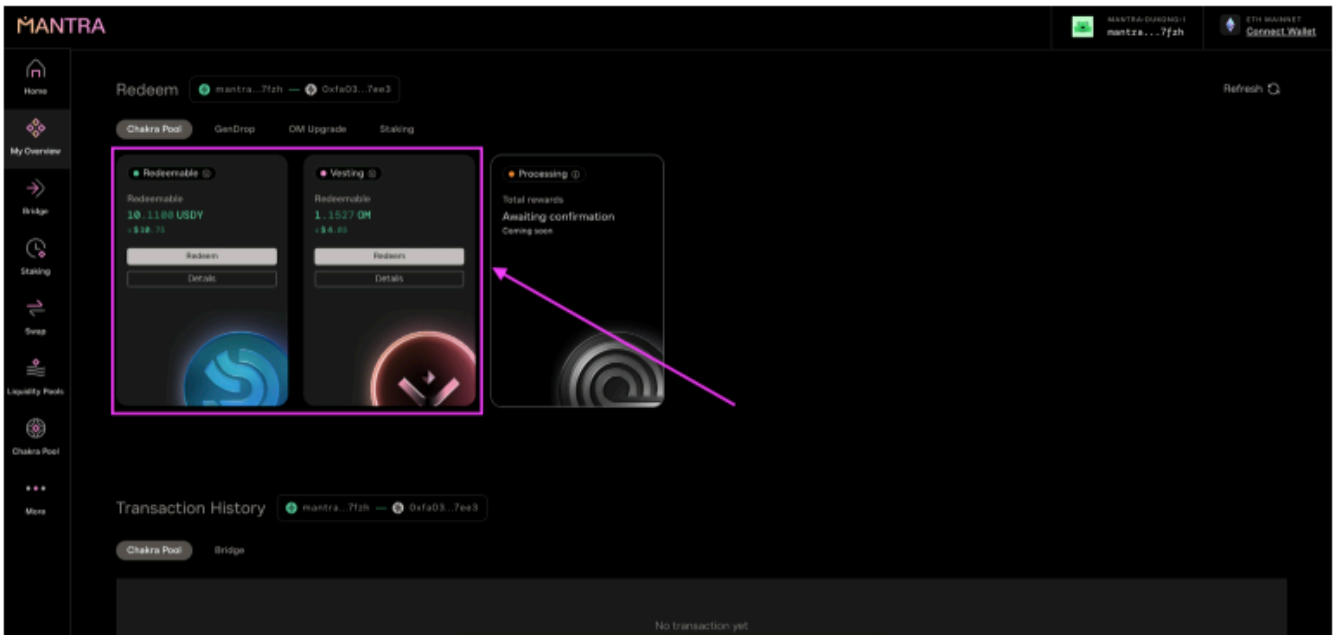 MANTRA
MANTRA-DUKONG-1
mantra...7fzh
ETH MAINNET
Connect Wallet
Home
My Overview
Bridge
Staking
Swap
Liquidity Pools
Chakra Pool
More
Redeem
mantra...7fzh — 0xfa03...7ee3
Refresh
Chakra Pool GenDrop OM Upgrade Staking
Redeemable
Redeemable
10.1100 USDY
Redeem
Details
Vesting
Redeemable
1.1527 OM
Redeem
Details
Processing
Total rewards
Awaiting confirmation
Coming soon
Transaction History
mantra...7fzh — 0xfa03...7ee3
Chakra Pool Bridge
No transaction yet